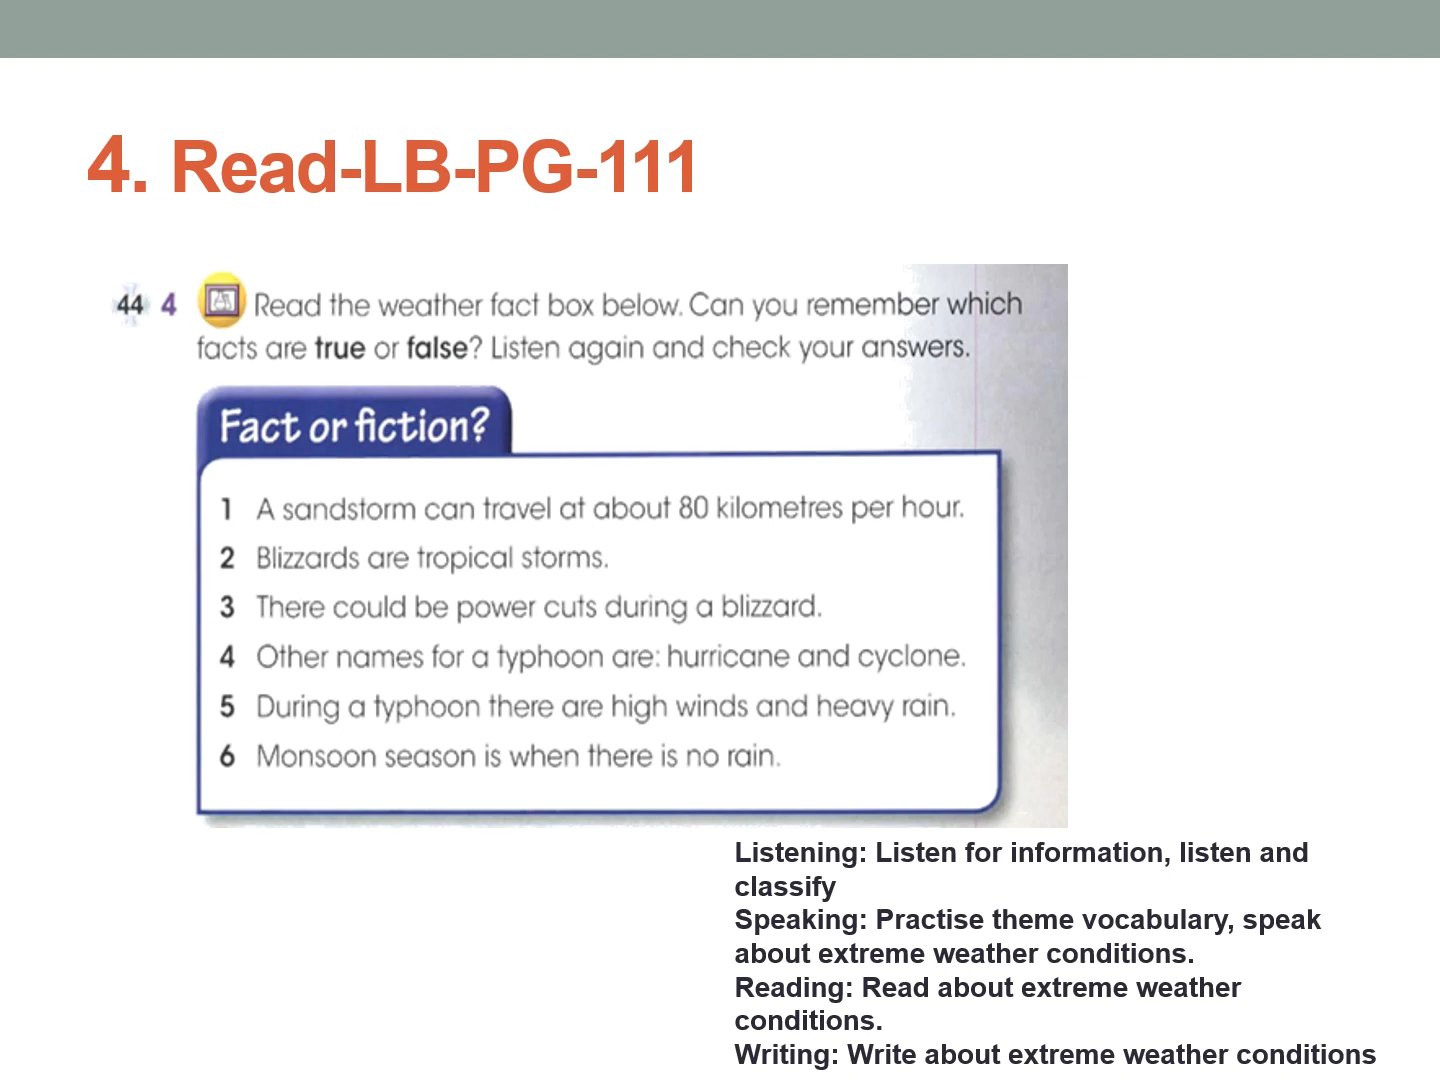 4. Read-LB-PG-111
44 4 Read the weather fact box below. Can you remember which
facts are true or false? Listen again and check your answers.
Fact or fiction?
1 A sandstorm can travel at about 80 kilometres per hour.
2 Blizzards are tropical storms.
3 There could be power cuts during a blizzard.
4 Other names for a typhoon are: hurricane and cyclone.
5 During a typhoon there are high winds and heavy rain.
6 Monsoon season is when there is no rain.
Listening: Listen for information, listen and
classify
Speaking: Practise theme vocabulary, speak
about extreme weather conditions.
Reading: Read about extreme weather
conditions.
Writing: Write about extreme weather conditions